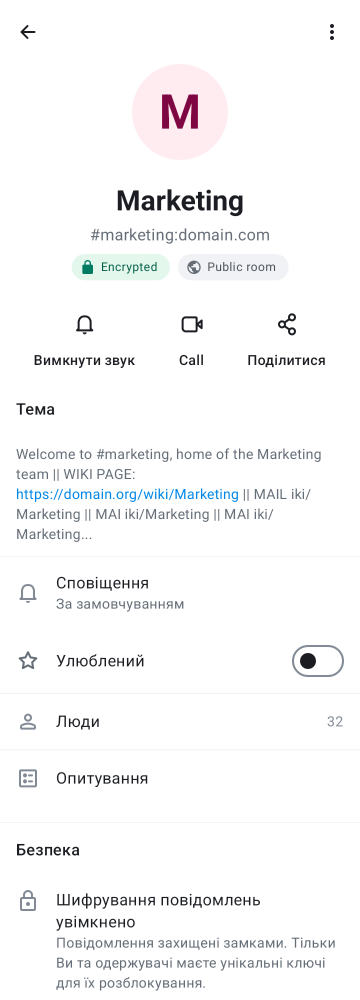 M
Marketing
#marketing:domain.com
Encrypted Public room
Вимкнути звук Call Поділитися
Тема
Welcome to #marketing, home of the Marketing
team || WIKI PAGE:
https://domain.org/wiki/Marketing || MAIL iki/
Marketing || MAI iki/Marketing || MAI iki/
Marketing...
Сповіщення
За замовчуванням
Улюблений
Люди 32
Опитування
Безпека
Шифрування повідомлень
увімкнено
Повідомлення захищені замками. Тільки
Ви та одержувачі маєте унікальні ключі
для їх розблокування.